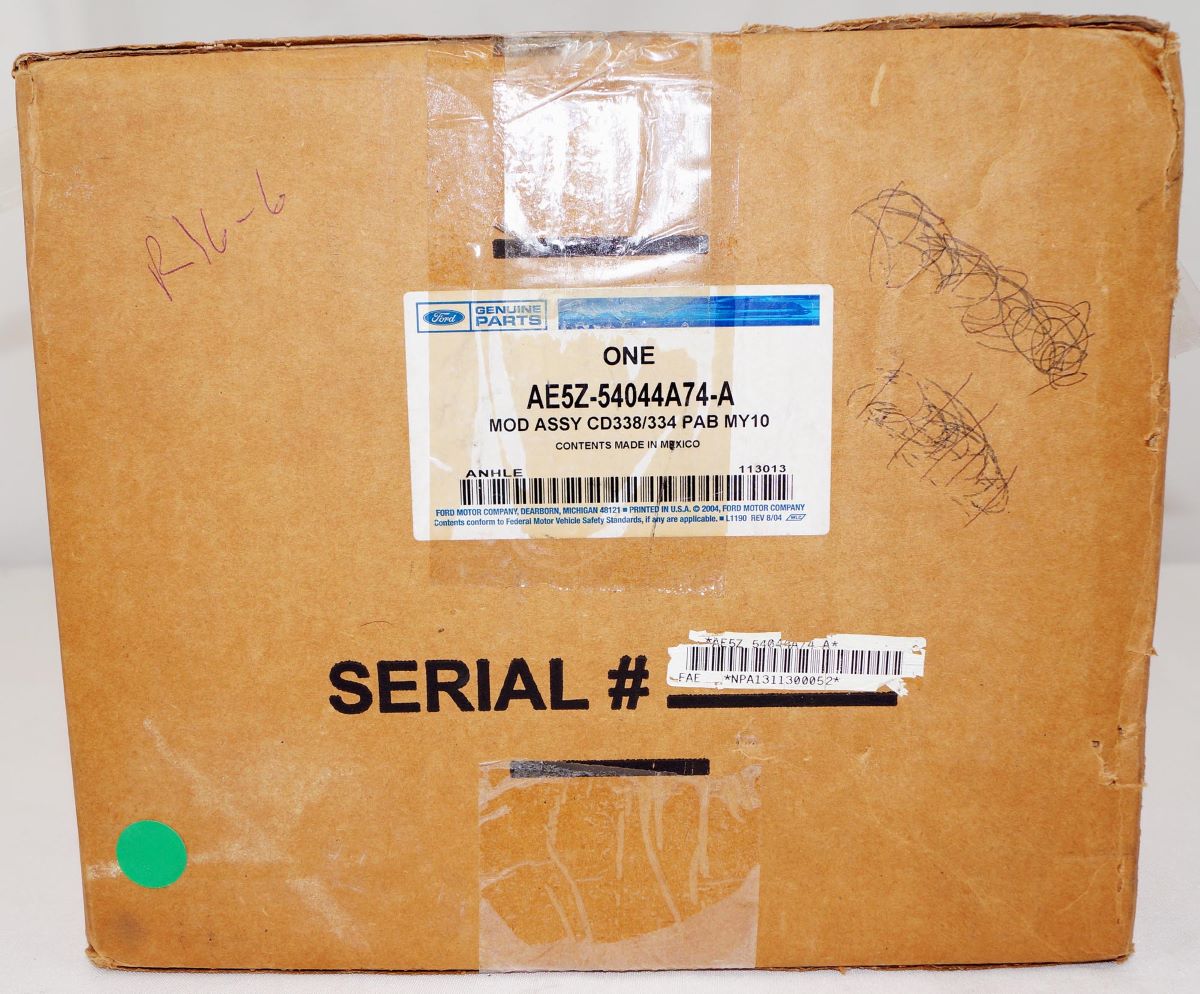 R16-6
Ford GENUINE PARTS
ONE
AE5Z-54044A74-A
MOD ASSY CD338/334 PAB MY10
CONTENTS MADE IN MEXICO
ANHLE 113013
FORD MOTOR COMPANY, DEARBORN, MICHIGAN 48121 ■ PRINTED IN U.S.A. © 2004, FORD MOTOR COMPANY
Contents conform to Federal Motor Vehicle Safety Standards, if any are applicable. ■ L1190 REV 8/04 MLC
*AE5Z 54044A74 A*
SERIAL #
FAE *NPA1311300052*